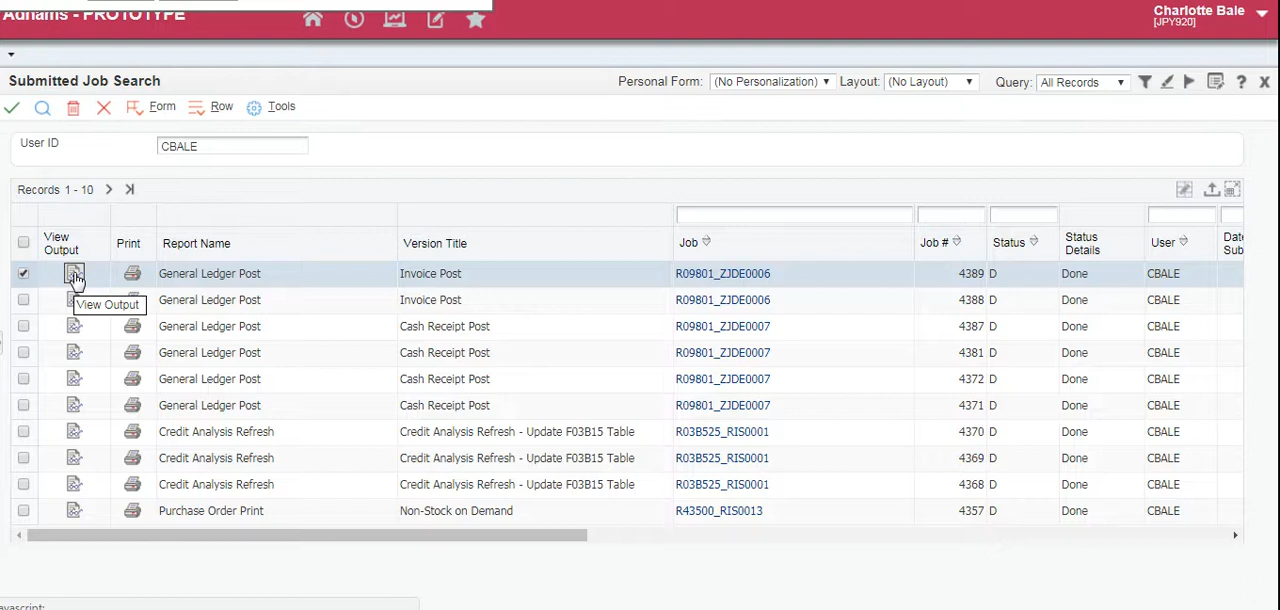 Adnams - PROTOTYPE
Charlotte Bale
[JPY920]
Submitted Job Search
Personal Form: (No Personalization) Layout: (No Layout) Query: All Records
Form Row Tools
User ID CBALE
Records 1 - 10
View Output Print Report Name Version Title Job Job # Status Status Details User Date Sub
General Ledger Post Invoice Post R09801_ZJDE0006 4389 D Done CBALE
View Output
General Ledger Post Invoice Post R09801_ZJDE0006 4388 D Done CBALE
General Ledger Post Cash Receipt Post R09801_ZJDE0007 4387 D Done CBALE
General Ledger Post Cash Receipt Post R09801_ZJDE0007 4381 D Done CBALE
General Ledger Post Cash Receipt Post R09801_ZJDE0007 4372 D Done CBALE
General Ledger Post Cash Receipt Post R09801_ZJDE0007 4371 D Done CBALE
Credit Analysis Refresh Credit Analysis Refresh - Update F03B15 Table R03B525_RIS0001 4370 D Done CBALE
Credit Analysis Refresh Credit Analysis Refresh - Update F03B15 Table R03B525_RIS0001 4369 D Done CBALE
Credit Analysis Refresh Credit Analysis Refresh - Update F03B15 Table R03B525_RIS0001 4368 D Done CBALE
Purchase Order Print Non-Stock on Demand R43500_RIS0013 4357 D Done CBALE
avascript: